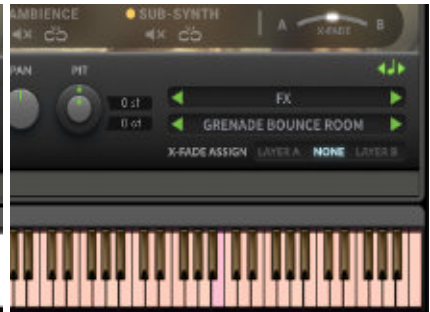 AMBIENCE SUB-SYNTH A X-FADE B
PAN PIT
0 st FX
0 ct GRENADE BOUNCE ROOM
X-FADE ASSIGN LAYER A NONE LAYER B